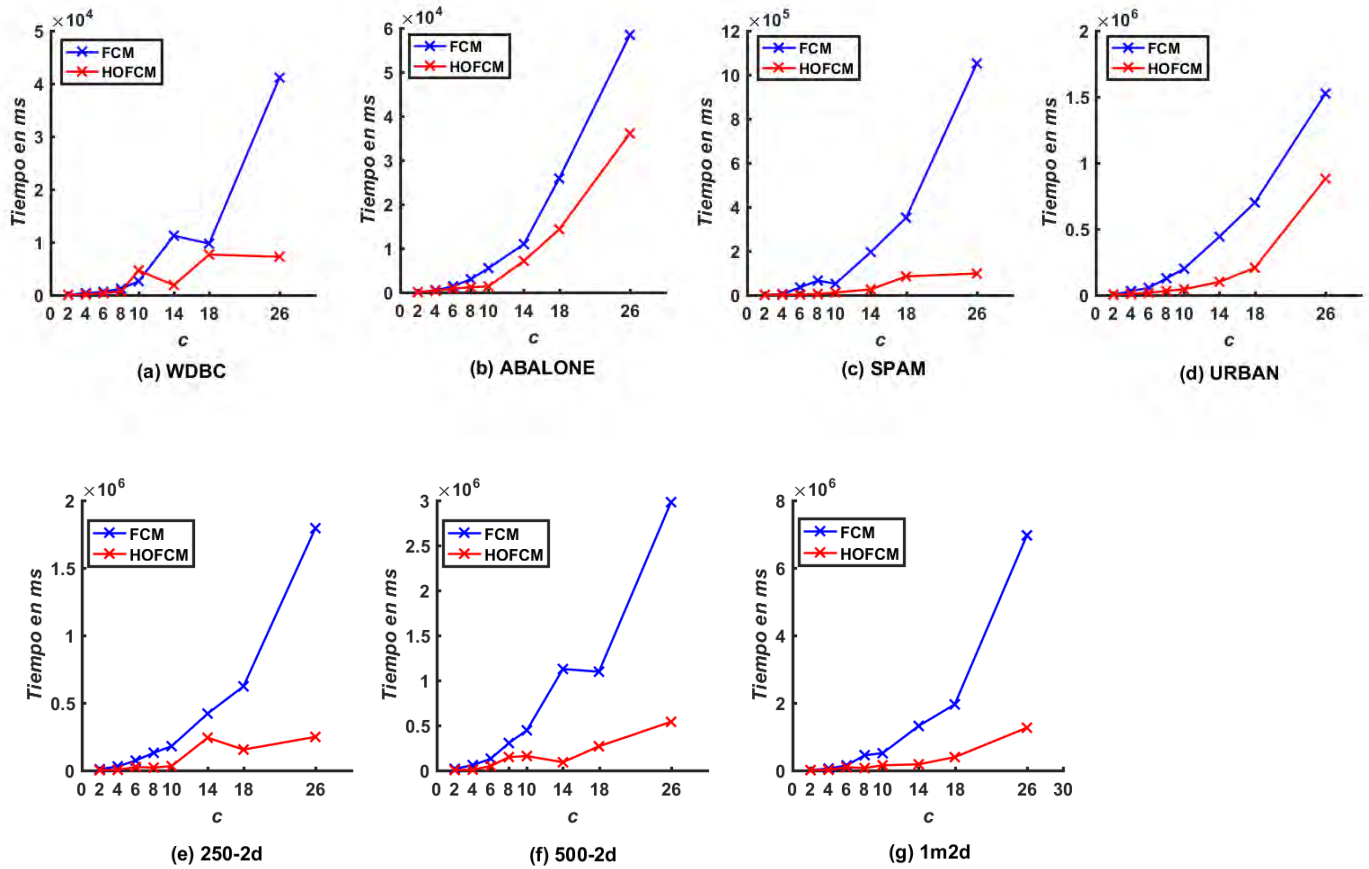 ×10⁴
5
4
3
2
1
0
Tiempo en ms
FCM
HOFCM
0 2 4 6 8 10 14 18 26
c
(a) WDBC
×10⁴
6
5
4
3
2
1
0
Tiempo en ms
FCM
HOFCM
0 2 4 6 8 10 14 18 26
c
(b) ABALONE
×10⁵
12
10
8
6
4
2
0
Tiempo en ms
FCM
HOFCM
0 2 4 6 8 10 14 18 26
c
(c) SPAM
×10⁶
2
1.5
1
0.5
0
Tiempo en ms
FCM
HOFCM
0 2 4 6 8 10 14 18 26
c
(d) URBAN
×10⁶
2
1.5
1
0.5
0
Tiempo en ms
FCM
HOFCM
0 2 4 6 8 10 14 18 26
c
(e) 250-2d
×10⁶
3
2.5
2
1.5
1
0.5
0
Tiempo en ms
FCM
HOFCM
0 2 4 6 8 10 14 18 26
c
(f) 500-2d
×10⁶
8
6
4
2
0
Tiempo en ms
FCM
HOFCM
0 2 4 6 8 10 14 18 26 30
c
(g) 1m2d